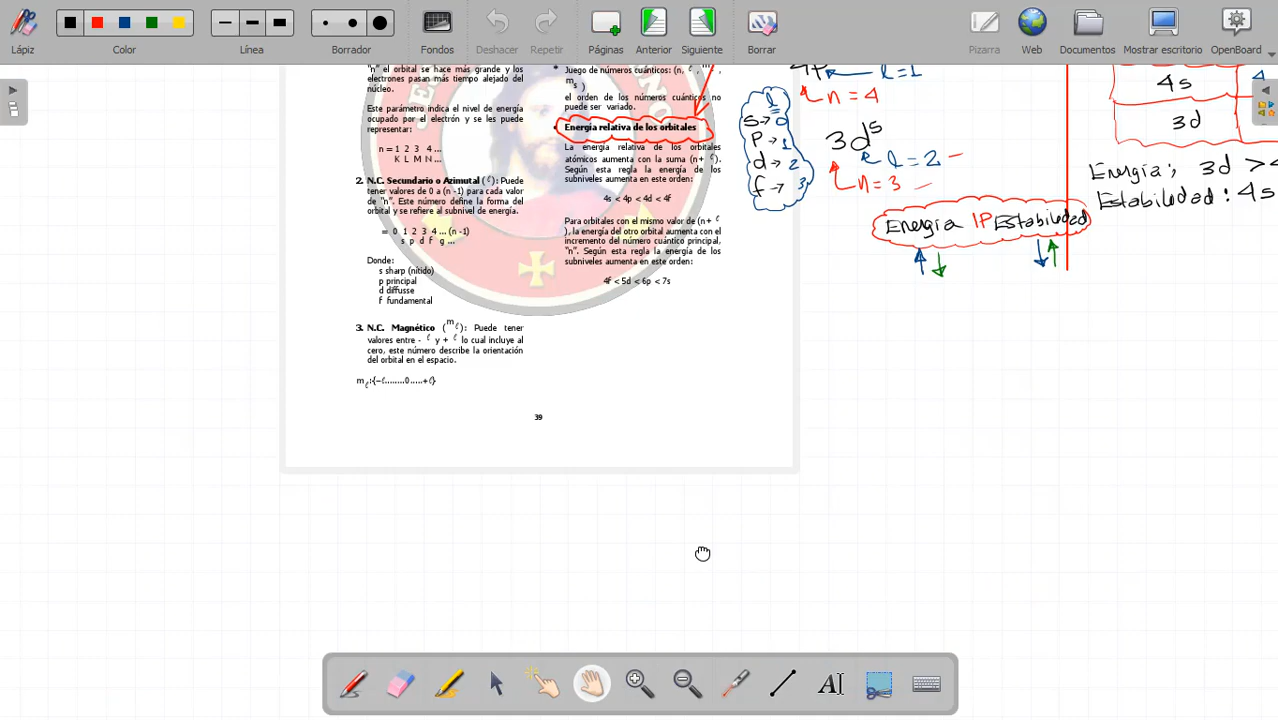 Lápiz
Color
Línea
Borrador
Fondos
Deshacer
Repetir
Páginas
Anterior
Siguiente
Borrar
Pizarra
Web
Documentos
Mostrar escritorio
OpenBoard
"n" el orbital se hace más grande y los
electrones pasan más tiempo alejado del
núcleo.
Este parámetro indica el nivel de energía
ocupado por el electrón y se les puede
representar:
n = 1 2 3 4 ...
K L M N ...
2. N.C. Secundario o Azimutal (ℓ): Puede
tener valores de 0 a (n -1) para cada valor
de "n". Este número define la forma del
orbital y se refiere al subnivel de energía.
= 0 1 2 3 4 ... (n -1)
s p d f g ...
Donde:
s sharp (nítido)
p principal
d diffusse
f fundamental
3. N.C. Magnético (mℓ): Puede tener
valores entre - ℓ y + ℓ lo cual incluye al
cero, este número describe la orientación
del orbital en el espacio.
mℓ:{-ℓ........0.....+ℓ}
* Juego de números cuánticos: (n, ℓ, m,
ms)
el orden de los números cuánticos no
puede ser variado.
• Energía relativa de los orbitales
La energía relativa de los orbitales
atómicos aumenta con la suma (n+ ℓ).
Según esta regla la energía de los
subniveles aumenta en este orden:
4s < 4p < 4d < 4f
Para orbitales con el mismo valor de (n+ ℓ
), la energía del otro orbital aumenta con el
incremento del número cuántico principal,
"n". Según esta regla la energía de los
subniveles aumenta en este orden:
4f < 5d < 6p < 7s
39
ℓ
s → 0
p → 1
d → 2
f → 3
4p ℓ = 1
n = 4
3d⁵
ℓ = 2
n = 3
Energía IP Estabilidad
4s
3d
4
Energía; 3d >
Estabilidad : 4s